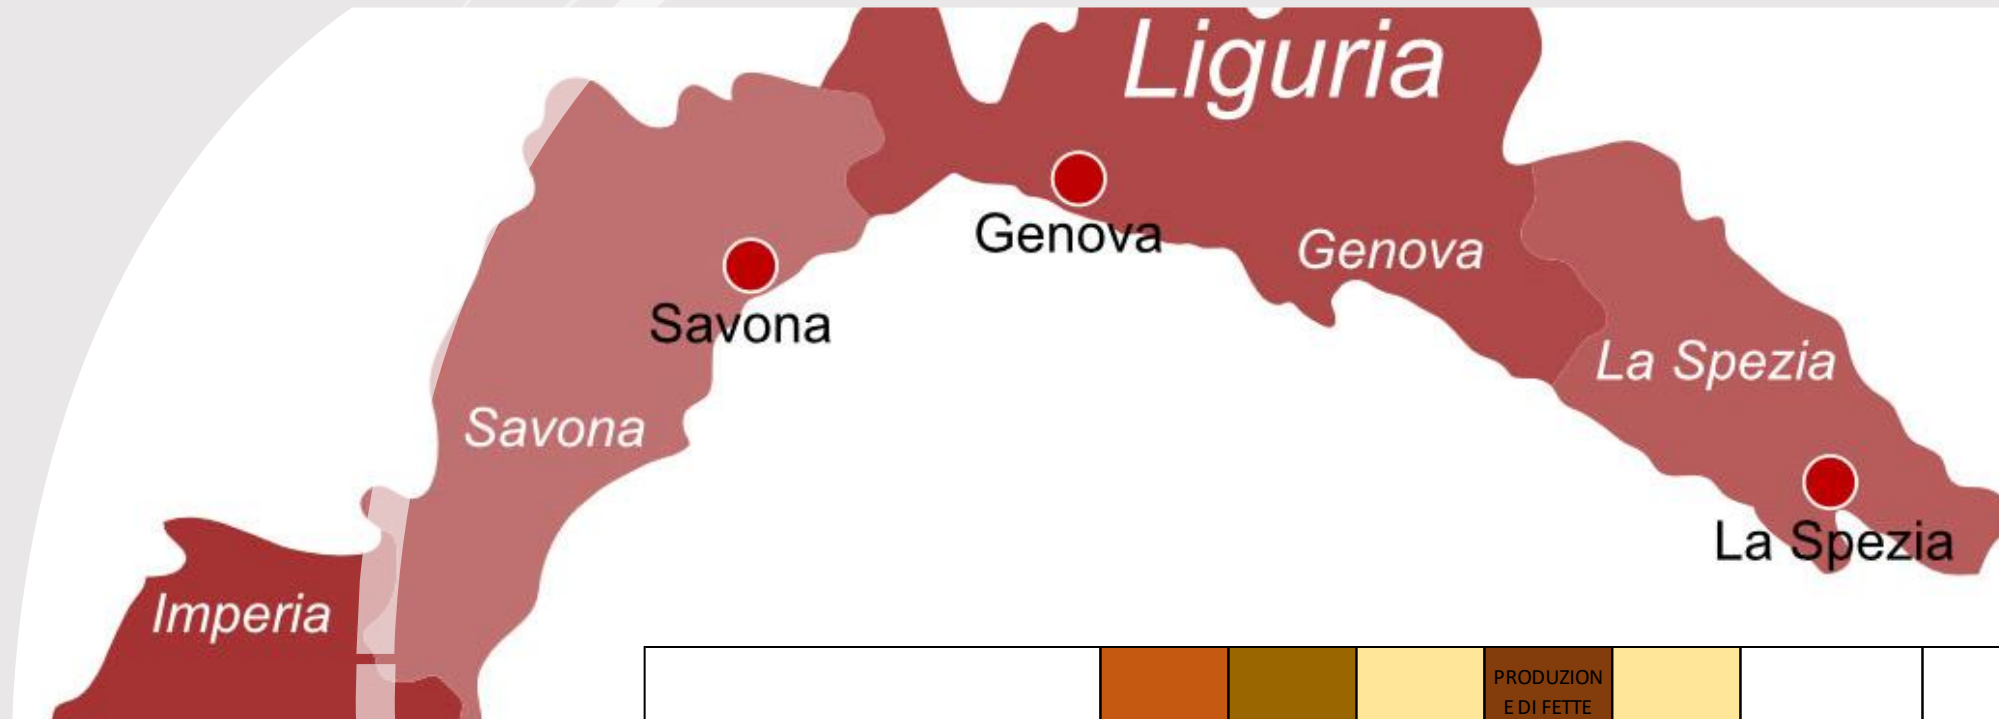 Liguria
Genova
Genova
Savona
La Spezia
Savona
La Spezia
Imperia
PRODUZION
E DI FETTE